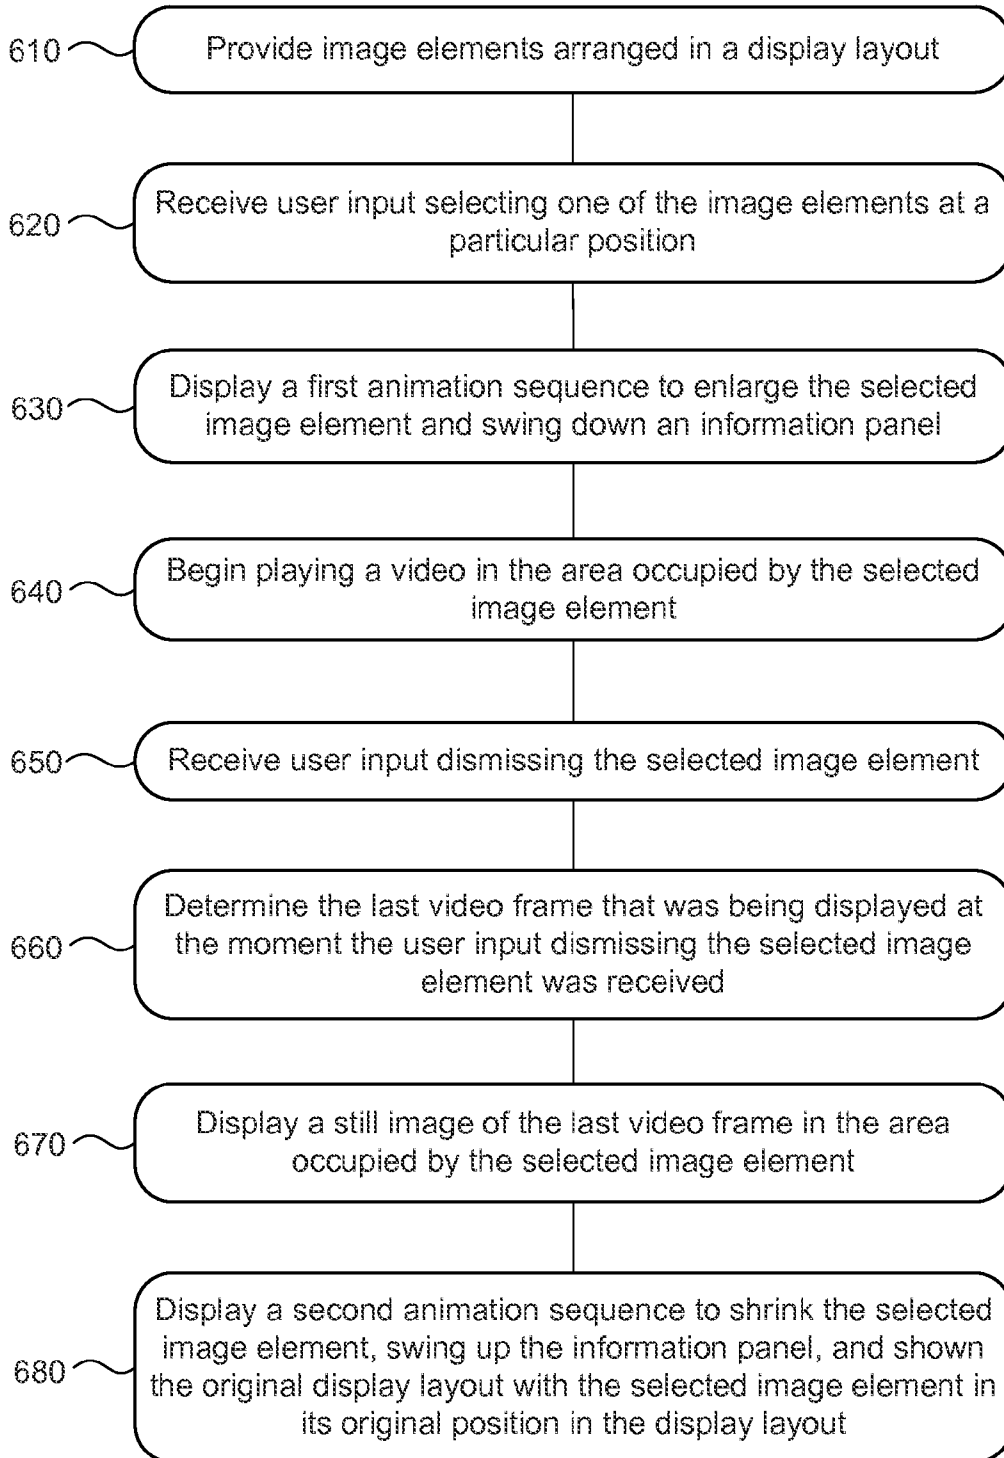 610
Provide image elements arranged in a display layout
620
Receive user input selecting one of the image elements at a
particular position
630
Display a first animation sequence to enlarge the selected
image element and swing down an information panel
640
Begin playing a video in the area occupied by the selected
image element
650
Receive user input dismissing the selected image element
660
Determine the last video frame that was being displayed at
the moment the user input dismissing the selected image
element was received
670
Display a still image of the last video frame in the area
occupied by the selected image element
680
Display a second animation sequence to shrink the selected
image element, swing up the information panel, and shown
the original display layout with the selected image element in
its original position in the display layout